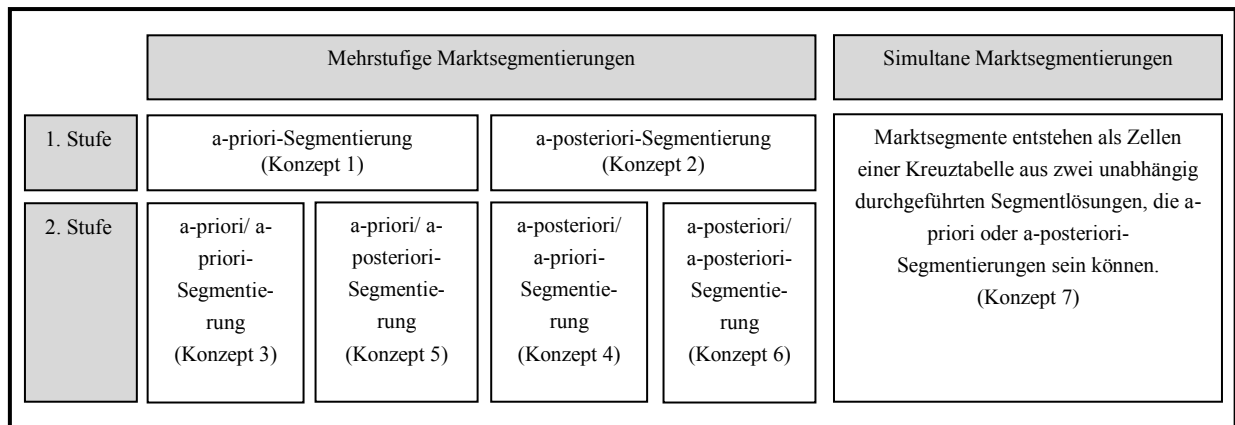 Mehrstufige Marktsegmentierungen
Simultane Marktsegmentierungen
1. Stufe
a-priori-Segmentierung
(Konzept 1)
a-posteriori-Segmentierung
(Konzept 2)
Marktsegmente entstehen als Zellen
einer Kreuztabelle aus zwei unabhängig
durchgeführten Segmentlösungen, die a-
priori oder a-posteriori-
Segmentierungen sein können.
(Konzept 7)
2. Stufe
a-priori/ a-
priori-
Segmentie-
rung
(Konzept 3)
a-priori/ a-
posteriori-
Segmentie-
rung
(Konzept 5)
a-posteriori/
a-priori-
Segmentie-
rung
(Konzept 4)
a-posteriori/
a-posteriori-
Segmentie-
rung
(Konzept 6)